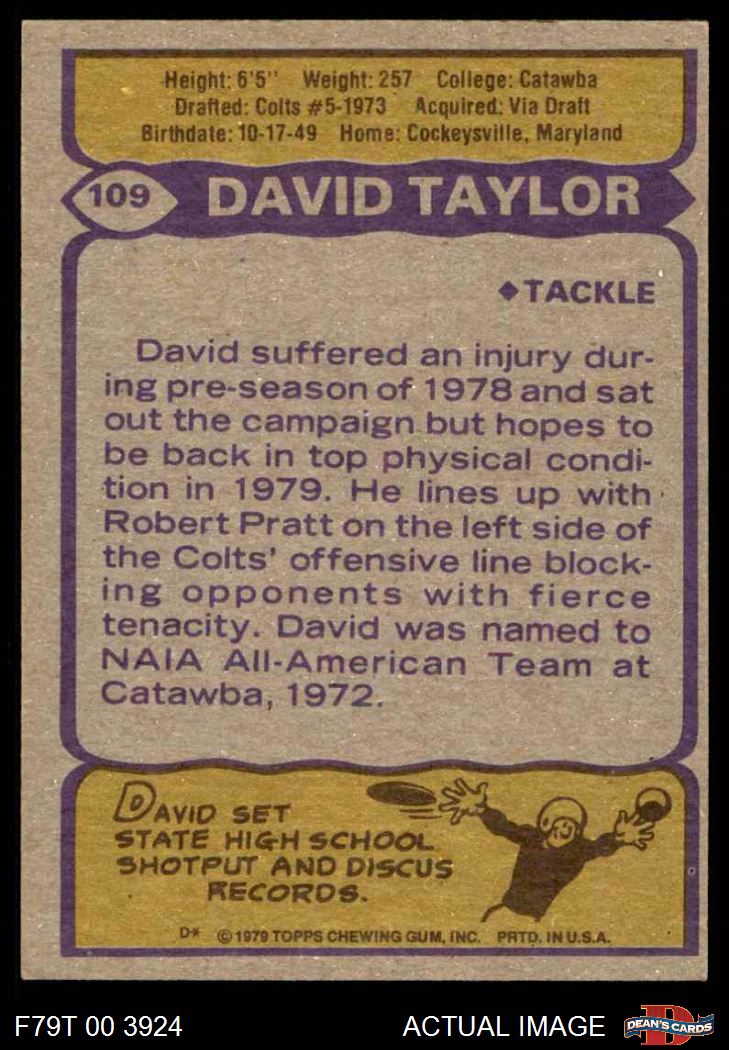 Height: 6'5" Weight: 257 College: Catawba
Drafted: Colts #5-1973 Acquired: Via Draft
Birthdate: 10-17-49 Home: Cockeysville, Maryland
109 DAVID TAYLOR
◆TACKLE
David suffered an injury dur-
ing pre-season of 1978 and sat
out the campaign but hopes to
be back in top physical condi-
tion in 1979. He lines up with
Robert Pratt on the left side of
the Colts' offensive line block-
ing opponents with fierce
tenacity. David was named to
NAIA All-American Team at
Catawba, 1972.
DAVID SET
STATE HIGH SCHOOL
SHOTPUT AND DISCUS
RECORDS.
D* © 1979 TOPPS CHEWING GUM, INC. PRTD. IN U.S.A.
F79T 00 3924 ACTUAL IMAGE DEAN'S CARDS